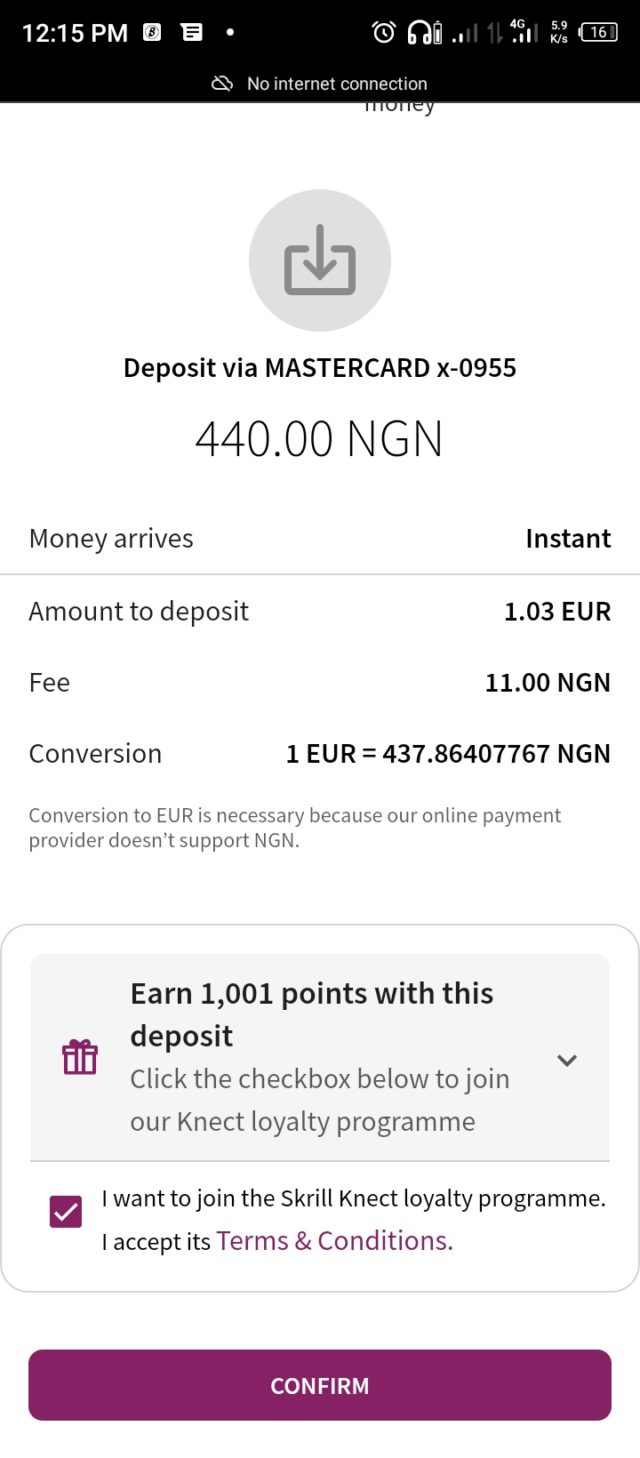 12:15 PM
4G
5.9
K/s
16
No internet connection
money
Deposit via MASTERCARD x-0955
440.00 NGN
Money arrives Instant
Amount to deposit 1.03 EUR
Fee 11.00 NGN
Conversion 1 EUR = 437.86407767 NGN
Conversion to EUR is necessary because our online payment
provider doesn’t support NGN.
Earn 1,001 points with this
deposit
Click the checkbox below to join
our Knect loyalty programme
I want to join the Skrill Knect loyalty programme.
I accept its Terms & Conditions.
CONFIRM